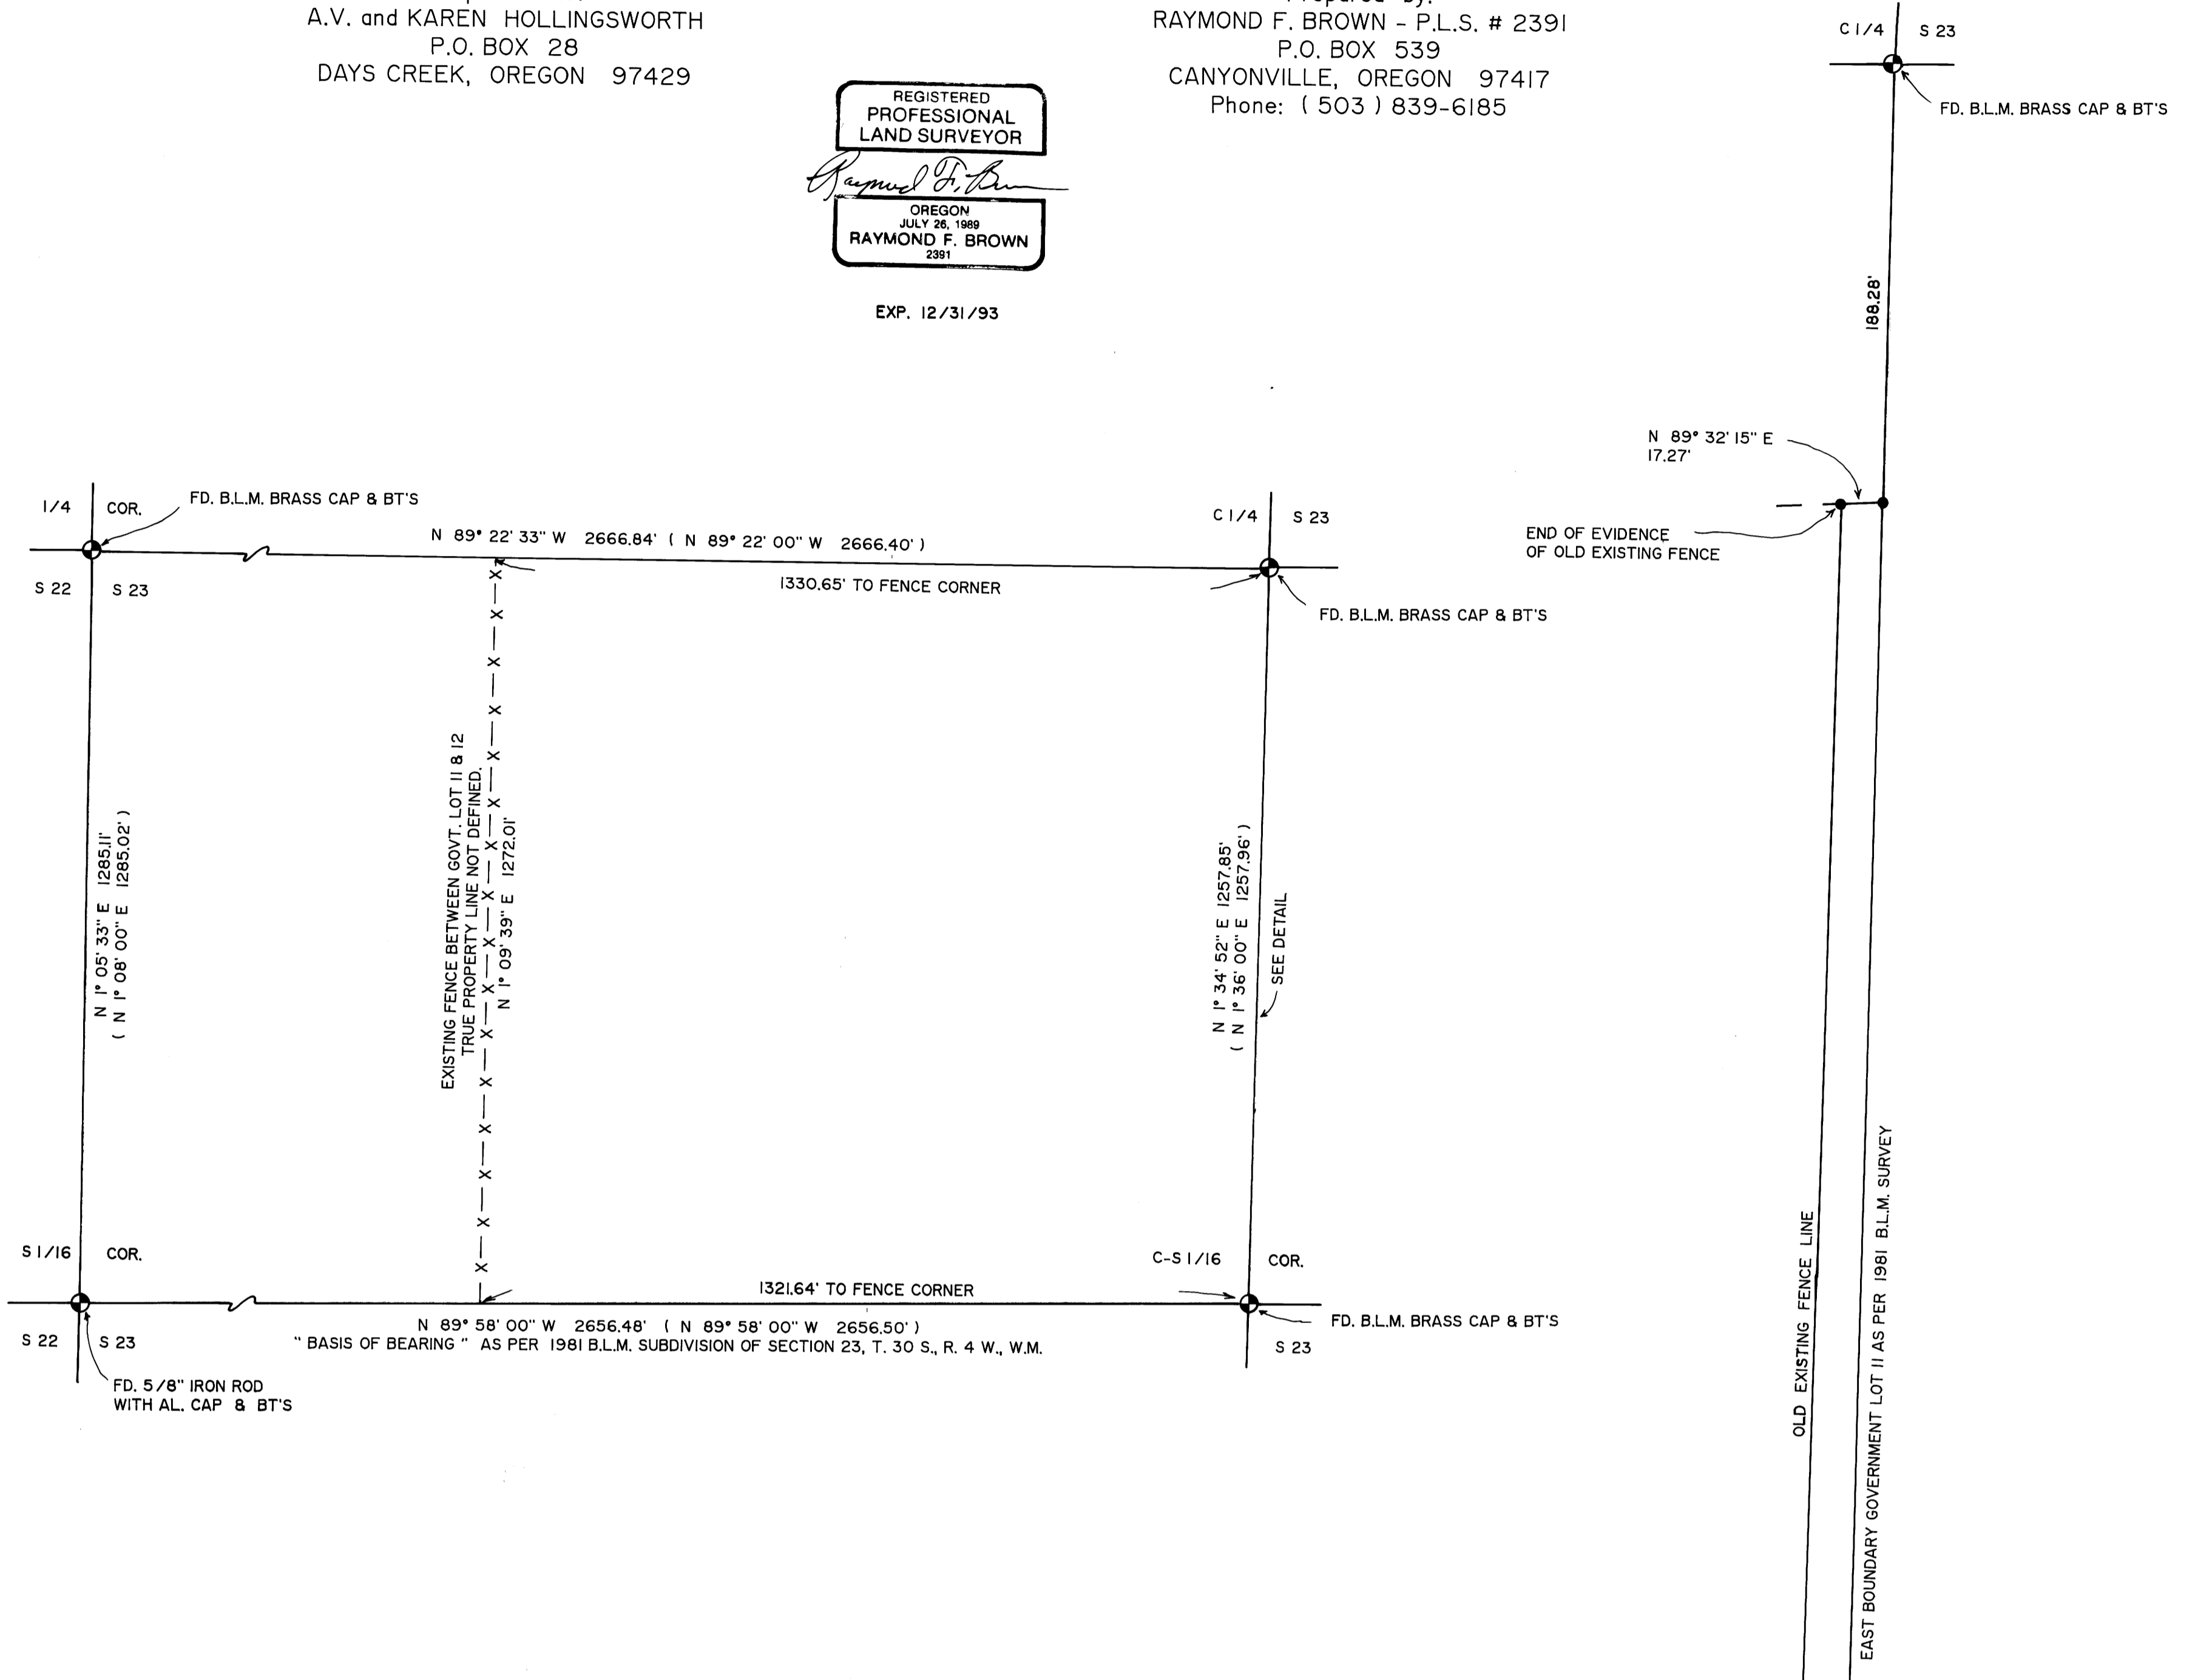 A.V. and KAREN HOLLINGSWORTH
P.O. BOX 28
DAYS CREEK, OREGON 97429
Prepared by:
RAYMOND F. BROWN - P.L.S. # 2391
P.O. BOX 539
CANYONVILLE, OREGON 97417
Phone: ( 503 ) 839-6185
REGISTERED
PROFESSIONAL
LAND SURVEYOR
Raymond F. Brown
OREGON
JULY 26, 1989
RAYMOND F. BROWN
2391
EXP. 12/31/93
C 1/4 S 23
FD. B.L.M. BRASS CAP & BT'S
188.28'
N 89° 32' 15" E
17.27'
END OF EVIDENCE
OF OLD EXISTING FENCE
1/4 COR.
FD. B.L.M. BRASS CAP & BT'S
S 22 S 23
N 89° 22' 33" W 2666.84' ( N 89° 22' 00" W 2666.40' )
1330.65' TO FENCE CORNER
C 1/4 S 23
FD. B.L.M. BRASS CAP & BT'S
N 1° 05' 33" E 1285.11'
( N 1° 08' 00" E 1285.02' )
EXISTING FENCE BETWEEN GOVT. LOT 11 & 12
TRUE PROPERTY LINE NOT DEFINED.
N 1° 09' 39" E 1272.01'
N 1° 34' 52" E 1257.85'
( N 1° 36' 00" E 1257.96' )
SEE DETAIL
OLD EXISTING FENCE LINE
EAST BOUNDARY GOVERNMENT LOT 11 AS PER 1981 B.L.M. SURVEY
S 1/16 COR.
S 22 S 23
FD. 5/8" IRON ROD
WITH AL. CAP & BT'S
1321.64' TO FENCE CORNER
N 89° 58' 00" W 2656.48' ( N 89° 58' 00" W 2656.50' )
" BASIS OF BEARING " AS PER 1981 B.L.M. SUBDIVISION OF SECTION 23, T. 30 S., R. 4 W., W.M.
C-S 1/16 COR.
FD. B.L.M. BRASS CAP & BT'S
S 23